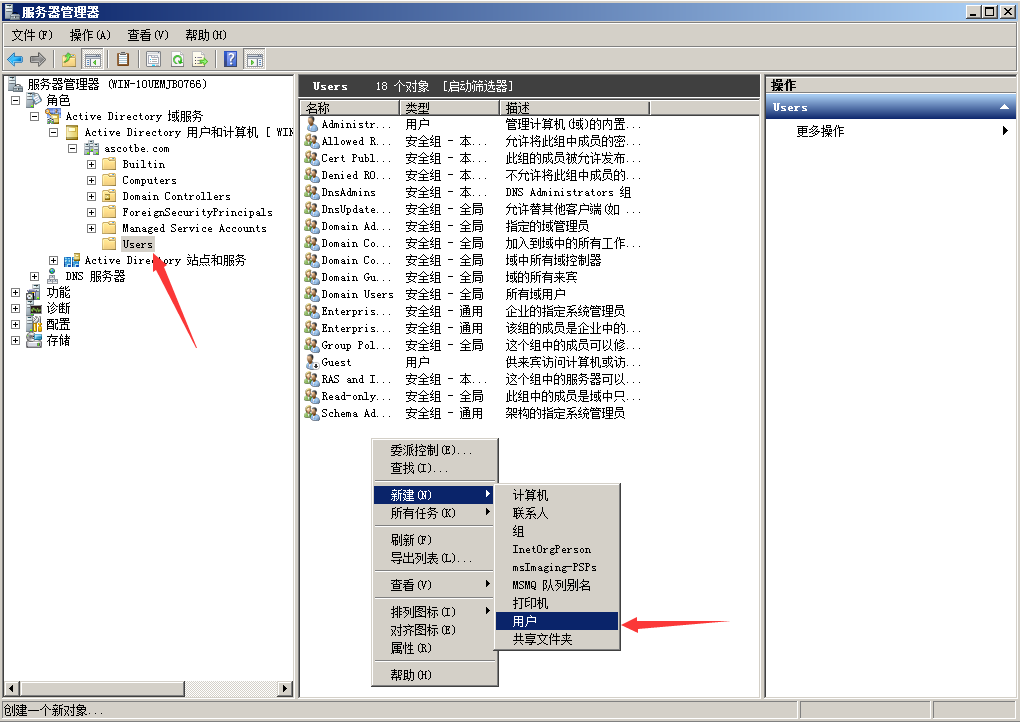 服务器管理器
文件(F) 操作(A) 查看(V) 帮助(H)
服务器管理器 (WIN-10UEMJBO766)
角色
Active Directory 域服务
Active Directory 用户和计算机 [ WIN
ascotbe.com
Builtin
Computers
Domain Controllers
ForeignSecurityPrincipals
Managed Service Accounts
Users
Active Directory 站点和服务
DNS 服务器
功能
诊断
配置
存储
Users 18 个对象 [启动筛选器]
名称 类型 描述
Administr... 用户 管理计算机(域)的内置...
Allowed R... 安全组 - 本... 允许将此组中成员的密...
Cert Publ... 安全组 - 本... 此组的成员被允许发布...
Denied RO... 安全组 - 本... 不允许将此组中成员的...
DnsAdmins 安全组 - 本... DNS Administrators 组
DnsUpdate... 安全组 - 全局 允许替其他客户端(如 ...
Domain Ad... 安全组 - 全局 指定的域管理员
Domain Co... 安全组 - 全局 加入到域中的所有工作...
Domain Co... 安全组 - 全局 域中所有域控制器
Domain Gu... 安全组 - 全局 域的所有来宾
Domain Users 安全组 - 全局 所有域用户
Enterpris... 安全组 - 通用 企业的指定系统管理员
Enterpris... 安全组 - 通用 该组的成员是企业中的...
Group Pol... 安全组 - 全局 这个组中的成员可以修...
Guest 用户 供来宾访问计算机或访...
RAS and I... 安全组 - 本... 这个组中的服务器可以...
Read-only... 安全组 - 全局 此组中的成员是域中只...
Schema Ad... 安全组 - 通用 架构的指定系统管理员
委派控制(E)...
查找(I)...
新建(N)
所有任务(K)
刷新(F)
导出列表(L)...
查看(V)
排列图标(I)
对齐图标(E)
属性(R)
帮助(H)
计算机
联系人
组
InetOrgPerson
msImaging-PSPs
MSMQ 队列别名
打印机
用户
共享文件夹
操作
Users
更多操作
创建一个新对象...